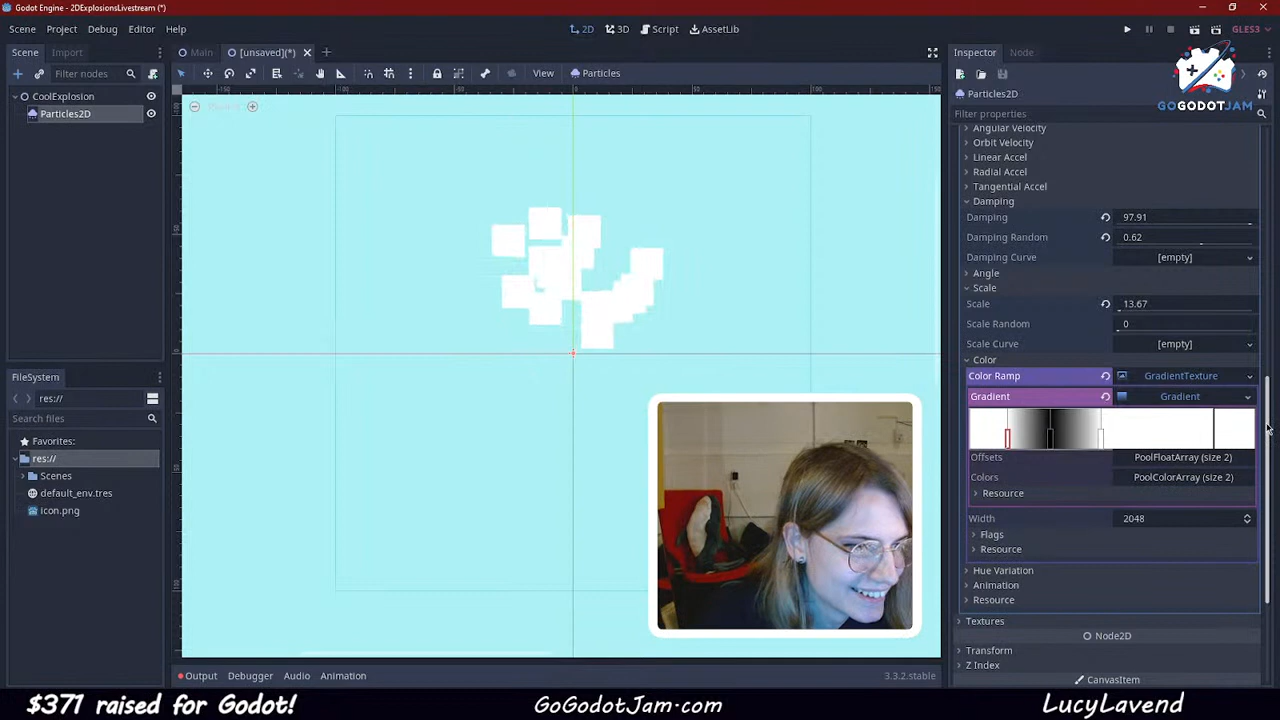 Godot Engine - 2DExplosionsLivestream (*)
Scene Project Debug Editor Help
2D 3D Script AssetLib
GLES3
Scene Import
Main [unsaved](*)
Inspector Node
Filter nodes
View Particles
Particles2D
GOGODOTJAM
CoolExplosion
Particles2D
Filter properties
Angular Velocity
Orbit Velocity
Linear Accel
Radial Accel
Tangential Accel
Damping
Damping 97.91
Damping Random 0.62
Damping Curve [empty]
Angle
Scale
Scale 13.67
Scale Random 0
Scale Curve [empty]
Color
Color Ramp GradientTexture
Gradient Gradient
Offsets PoolFloatArray (size 2)
Colors PoolColorArray (size 2)
Resource
Width 2048
Flags
Resource
Hue Variation
Animation
Resource
Textures
Node2D
Transform
Z Index
CanvasItem
FileSystem
res://
Search files
Favorites:
res://
Scenes
default_env.tres
icon.png
Output Debugger Audio Animation
3.3.2.stable
$371 raised for Godot!
GoGodotJam.com
LucyLavend